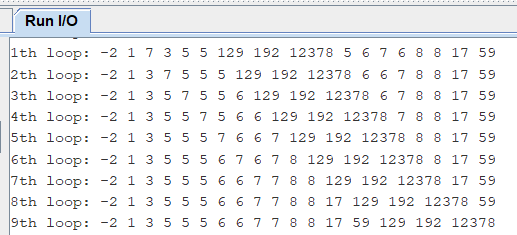 Run I/O
1th loop: -2 1 7 3 5 5 129 192 12378 5 6 7 6 8 8 17 59
2th loop: -2 1 3 7 5 5 5 129 192 12378 6 6 7 8 8 17 59
3th loop: -2 1 3 5 7 5 5 6 129 192 12378 6 7 8 8 17 59
4th loop: -2 1 3 5 5 7 5 6 6 129 192 12378 7 8 8 17 59
5th loop: -2 1 3 5 5 5 7 6 6 7 129 192 12378 8 8 17 59
6th loop: -2 1 3 5 5 5 6 7 6 7 8 129 192 12378 8 17 59
7th loop: -2 1 3 5 5 5 6 6 7 7 8 8 129 192 12378 17 59
8th loop: -2 1 3 5 5 5 6 6 7 7 8 8 17 129 192 12378 59
9th loop: -2 1 3 5 5 5 6 6 7 7 8 8 17 59 129 192 12378